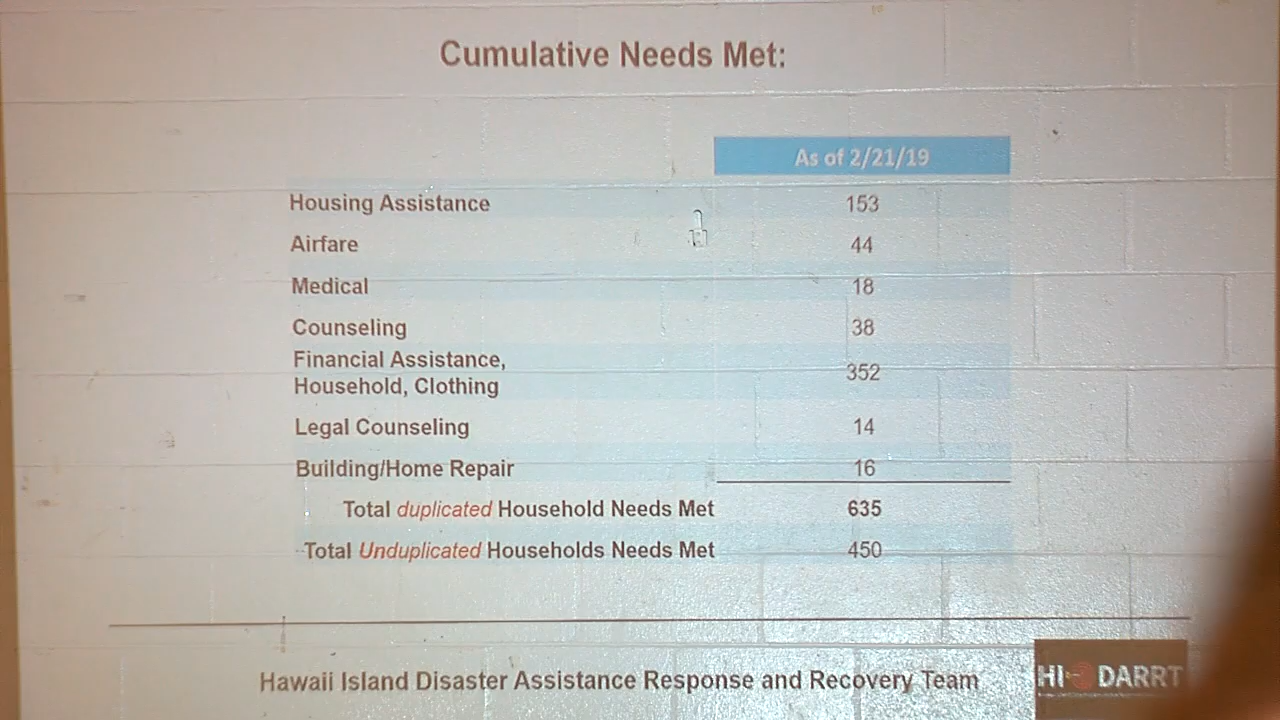 Cumulative Needs Met:
As of 2/21/19
Housing Assistance 153
Airfare 44
Medical 18
Counseling 38
Financial Assistance,
Household, Clothing 352
Legal Counseling 14
Building/Home Repair 16
Total duplicated Household Needs Met 635
Total Unduplicated Households Needs Met 450
Hawaii Island Disaster Assistance Response and Recovery Team
HI DARRT